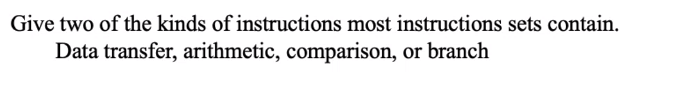 Give two of the kinds of instructions most instructions sets contain.
Data transfer, arithmetic, comparison, or branch